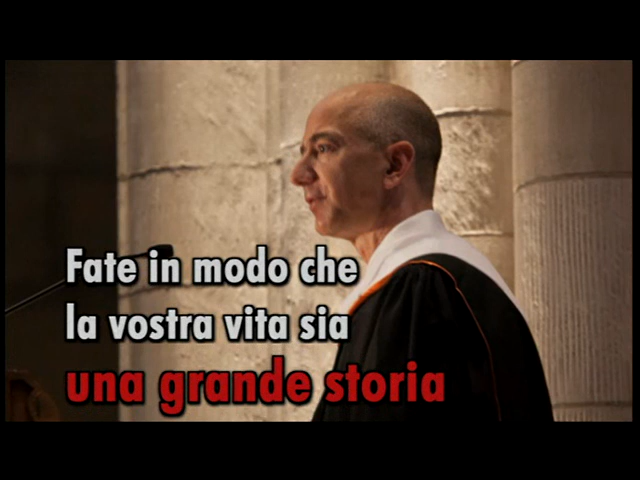 Fate in modo che
la vostra vita sia
una grande storia